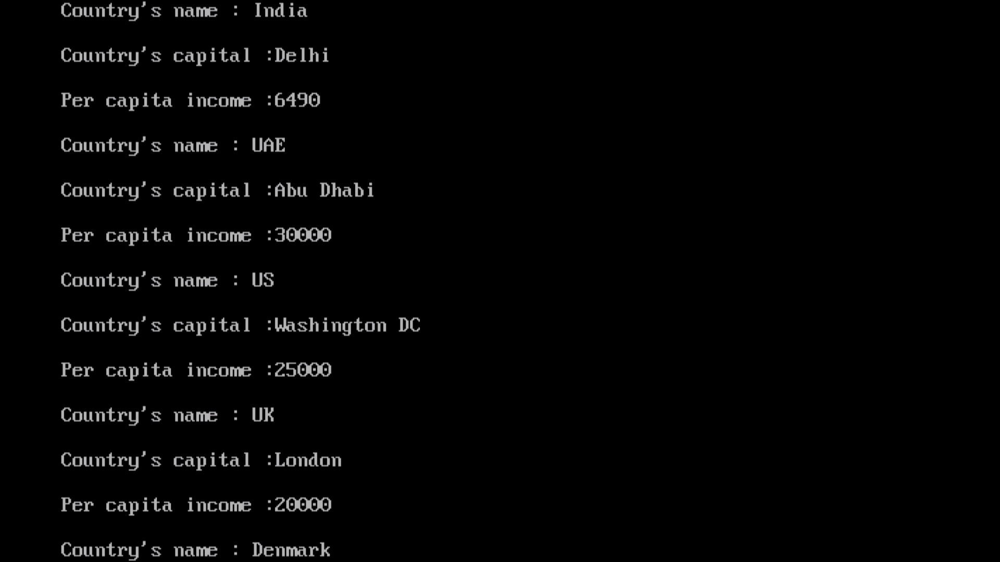 Country's name : India
Country's capital :Delhi
Per capita income :6490
Country's name : UAE
Country's capital :Abu Dhabi
Per capita income :30000
Country's name : US
Country's capital :Washington DC
Per capita income :25000
Country's name : UK
Country's capital :London
Per capita income :20000
Country's name : Denmark